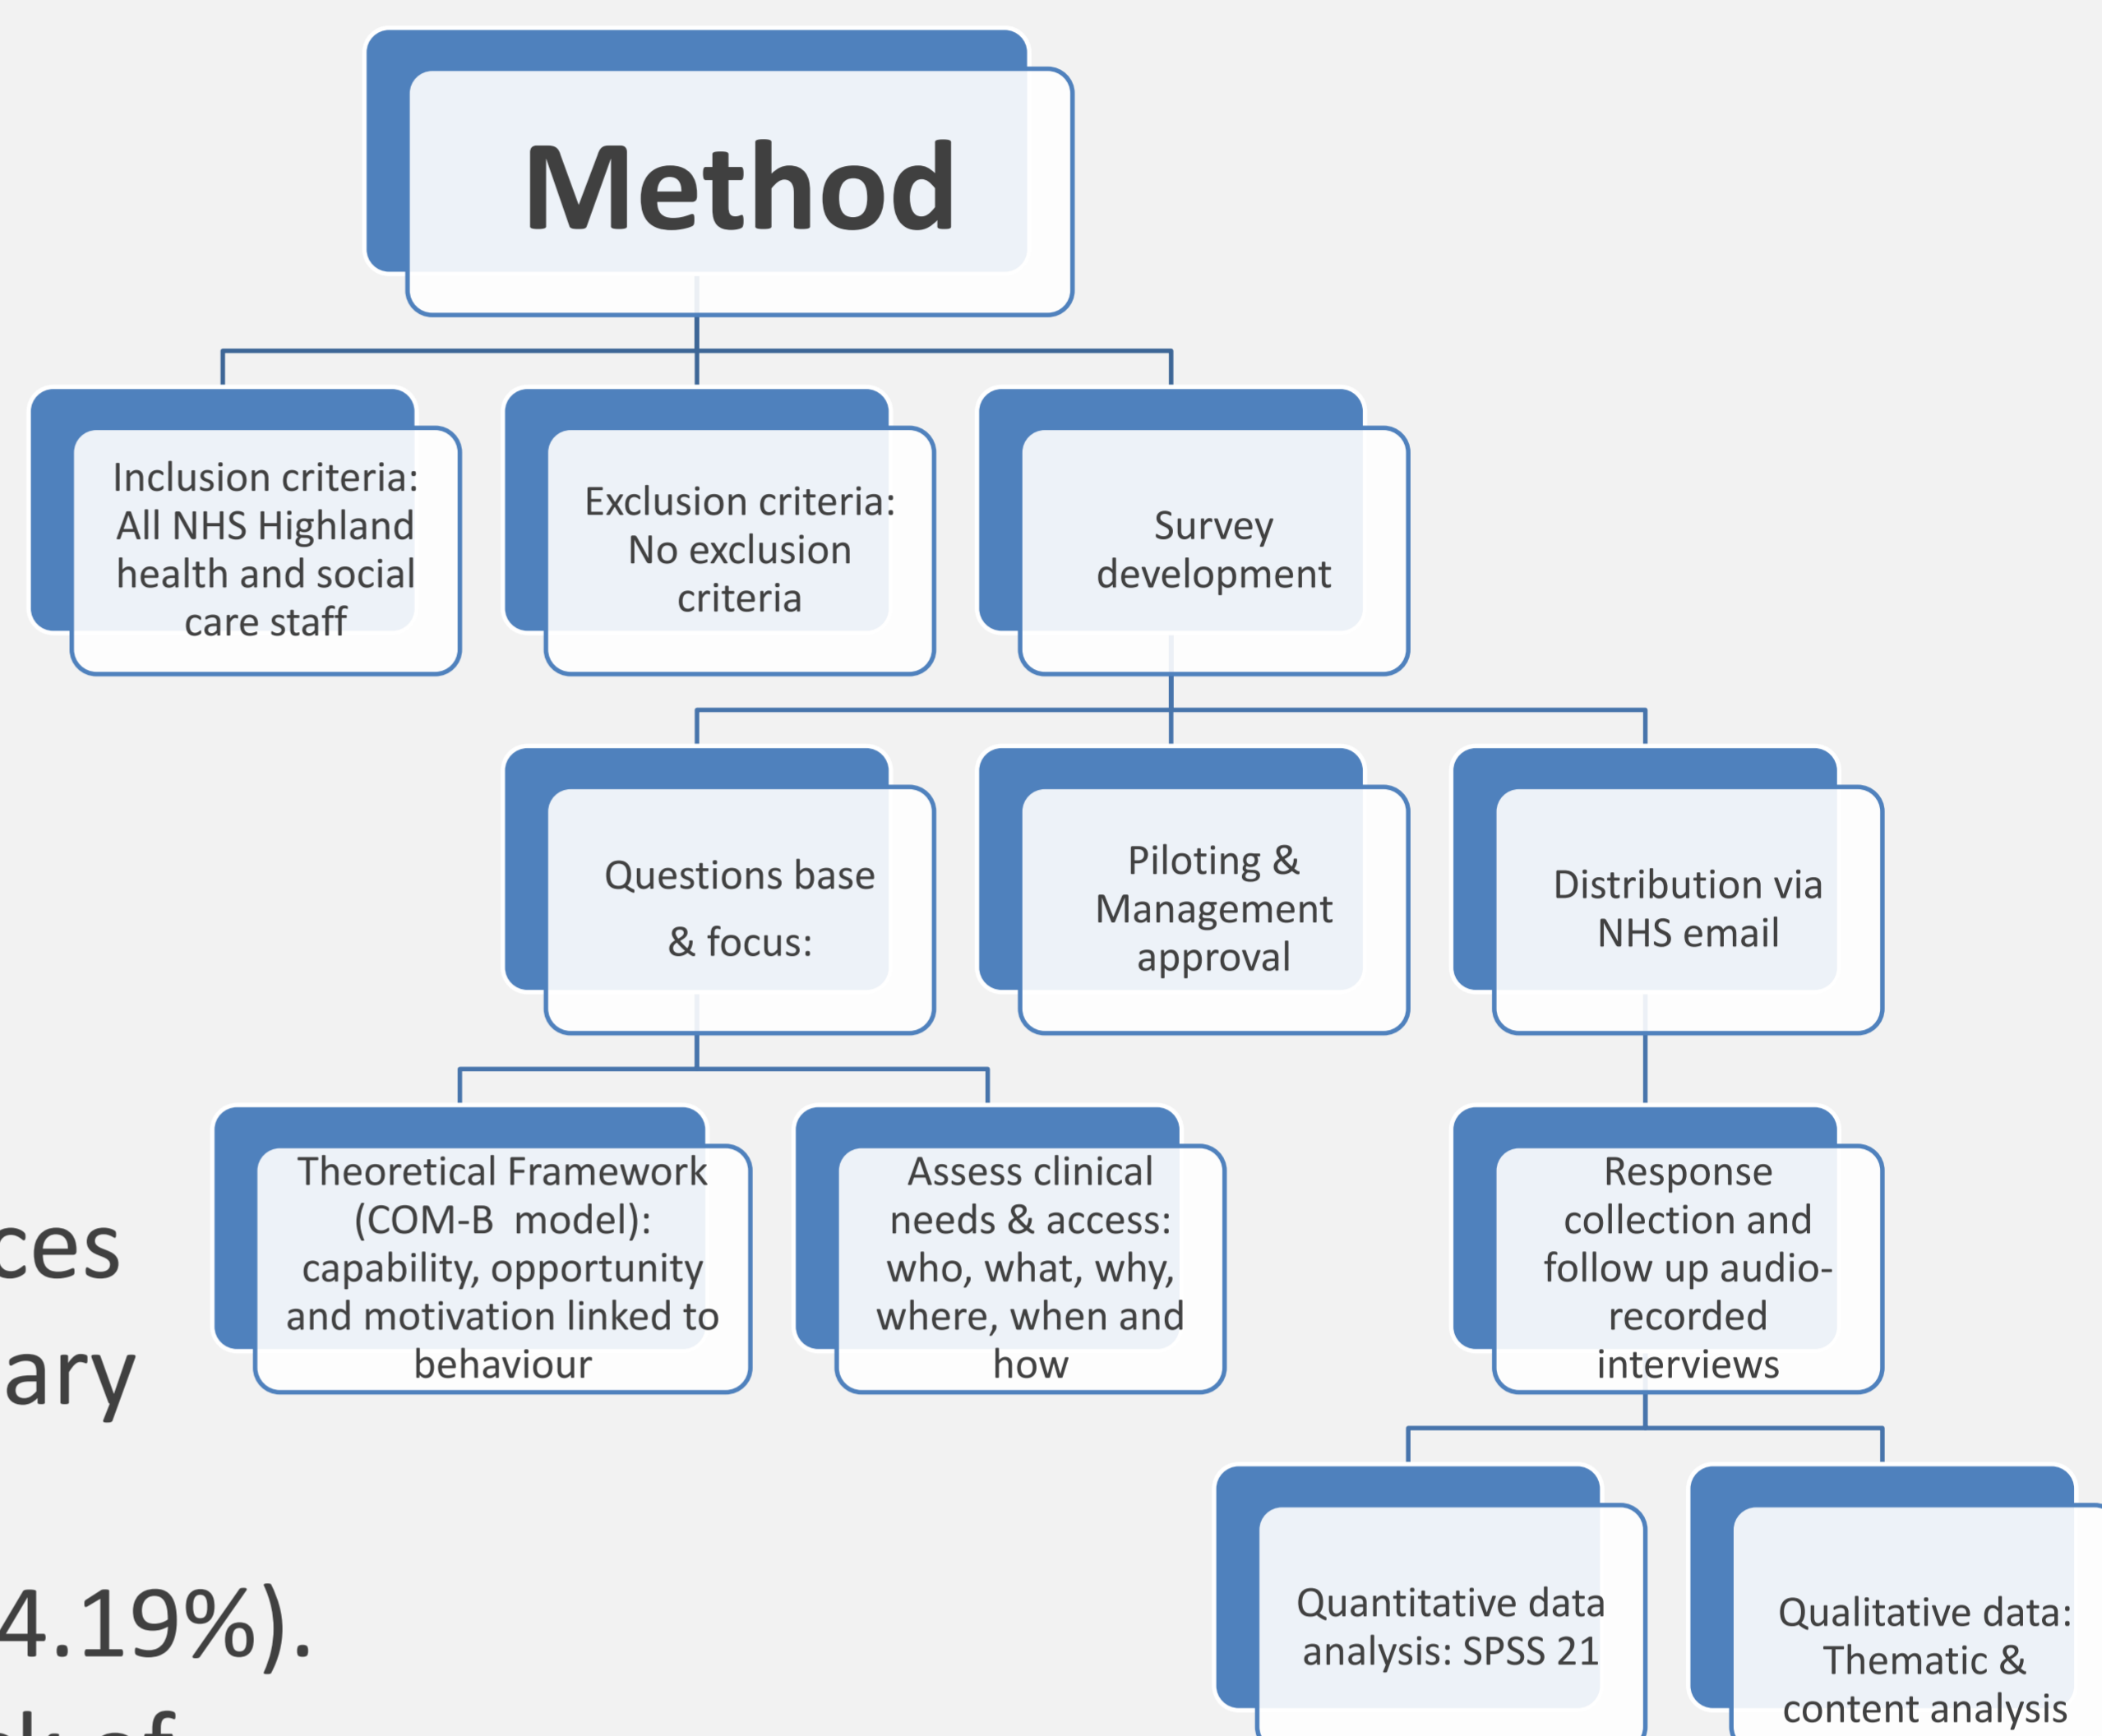 Method
Inclusion criteria:
All NHS Highland
health and social
care staff
Exclusion criteria:
No exclusion
criteria
Survey
development
Questions base
& focus:
Piloting &
Management
approval
Distribution via
NHS email
Theoretical Framework
(COM-B  model):
capability, opportunity
and motivation linked to
behaviour
Assess clinical
needs & access:
who, what, why,
where, when and
how
Response
collection and
follow up audio-
recorded
interviews
Quantitative data
analysis: SPSS 21
Qualitative data:
Thematic &
content analysis
ces
ary
4.19%).
of